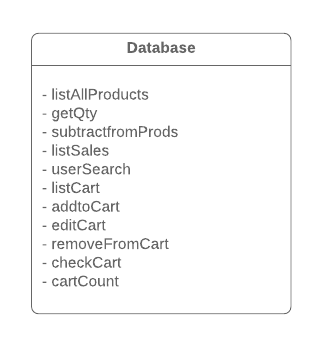 Database
- listAllProducts
- getQty
- subtractfromProds
- listSales
- userSearch
- listCart
- addtoCart
- editCart
- removeFromCart
- checkCart
- cartCount